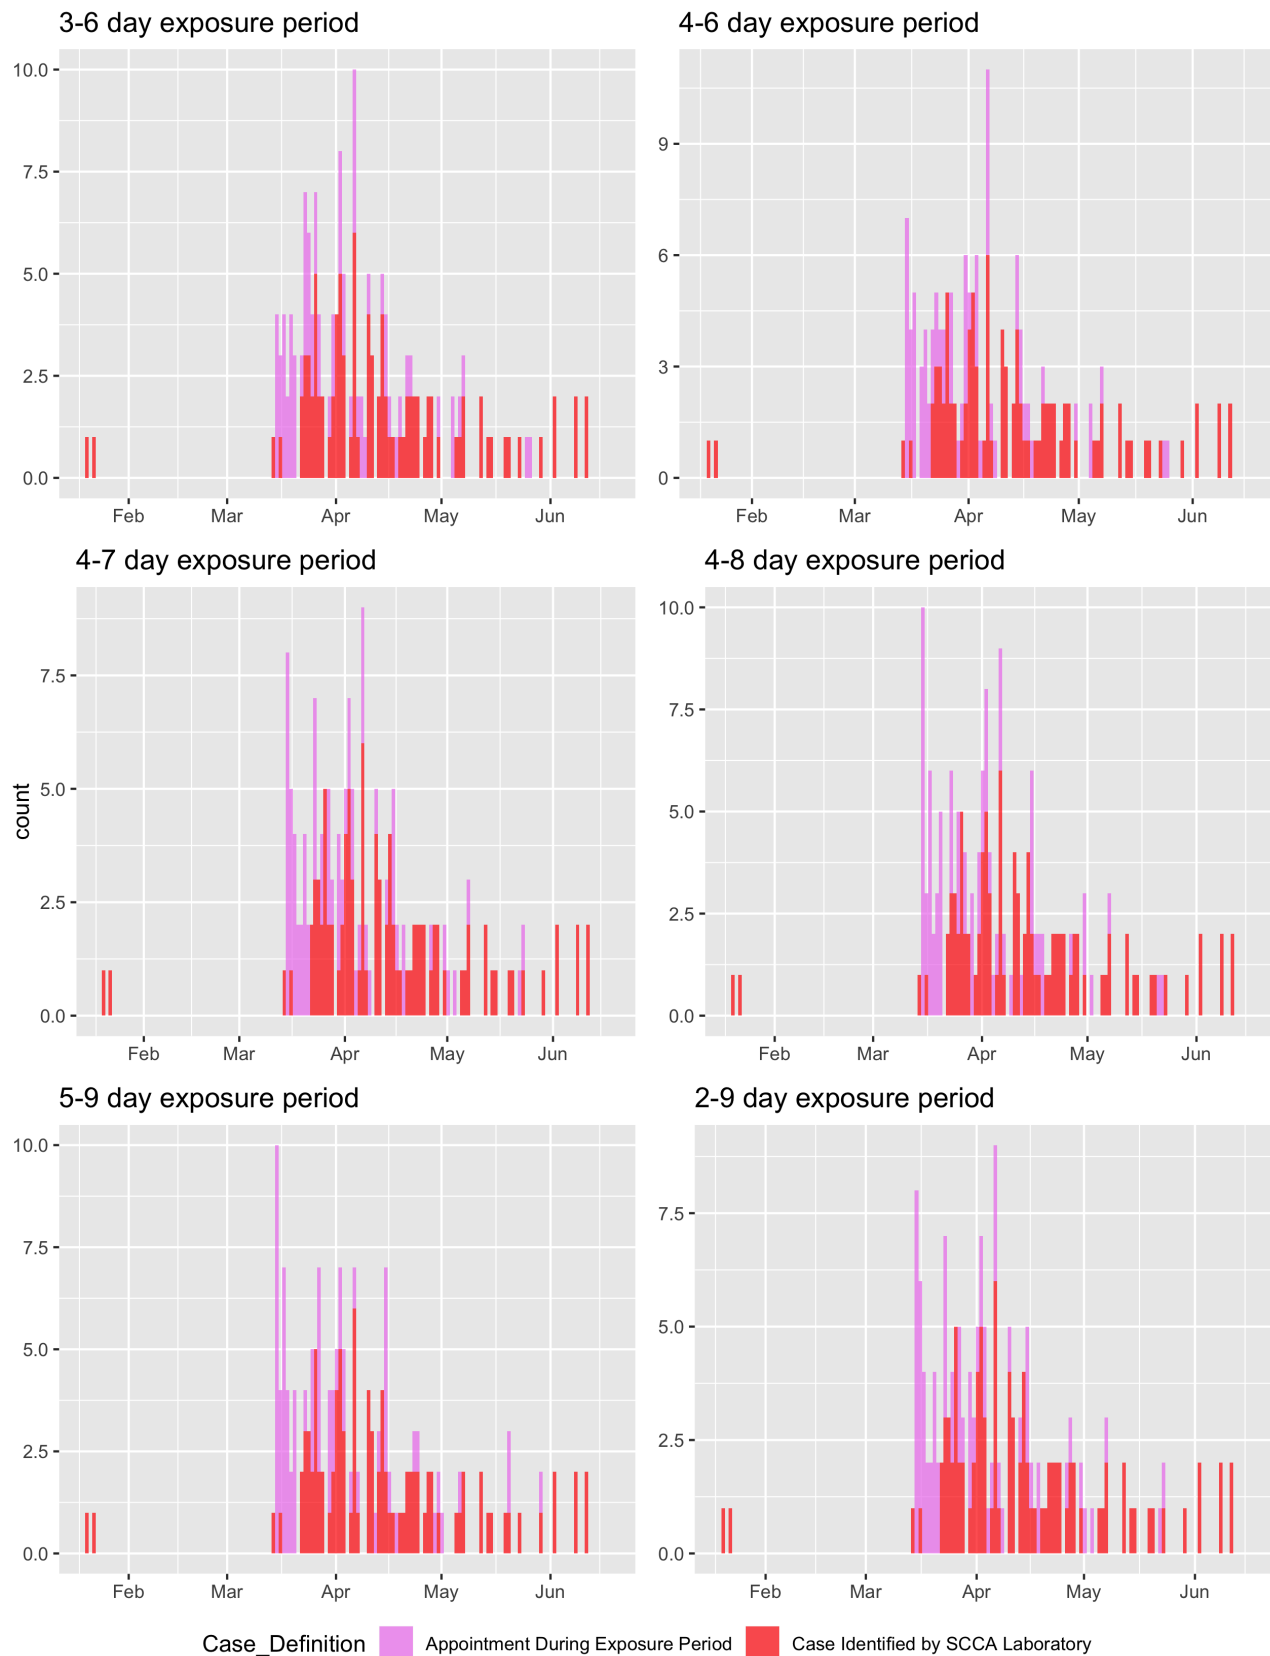 3-6 day exposure period
10.0
7.5
5.0
2.5
0.0
Feb Mar Apr May Jun
4-6 day exposure period
9
6
3
0
Feb Mar Apr May Jun
4-7 day exposure period
7.5
5.0
2.5
0.0
Feb Mar Apr May Jun
count
4-8 day exposure period
10.0
7.5
5.0
2.5
0.0
Feb Mar Apr May Jun
5-9 day exposure period
10.0
7.5
5.0
2.5
0.0
Feb Mar Apr May Jun
2-9 day exposure period
7.5
5.0
2.5
0.0
Feb Mar Apr May Jun
Case_Definition Appointment During Exposure Period Case Identified by SCCA Laboratory